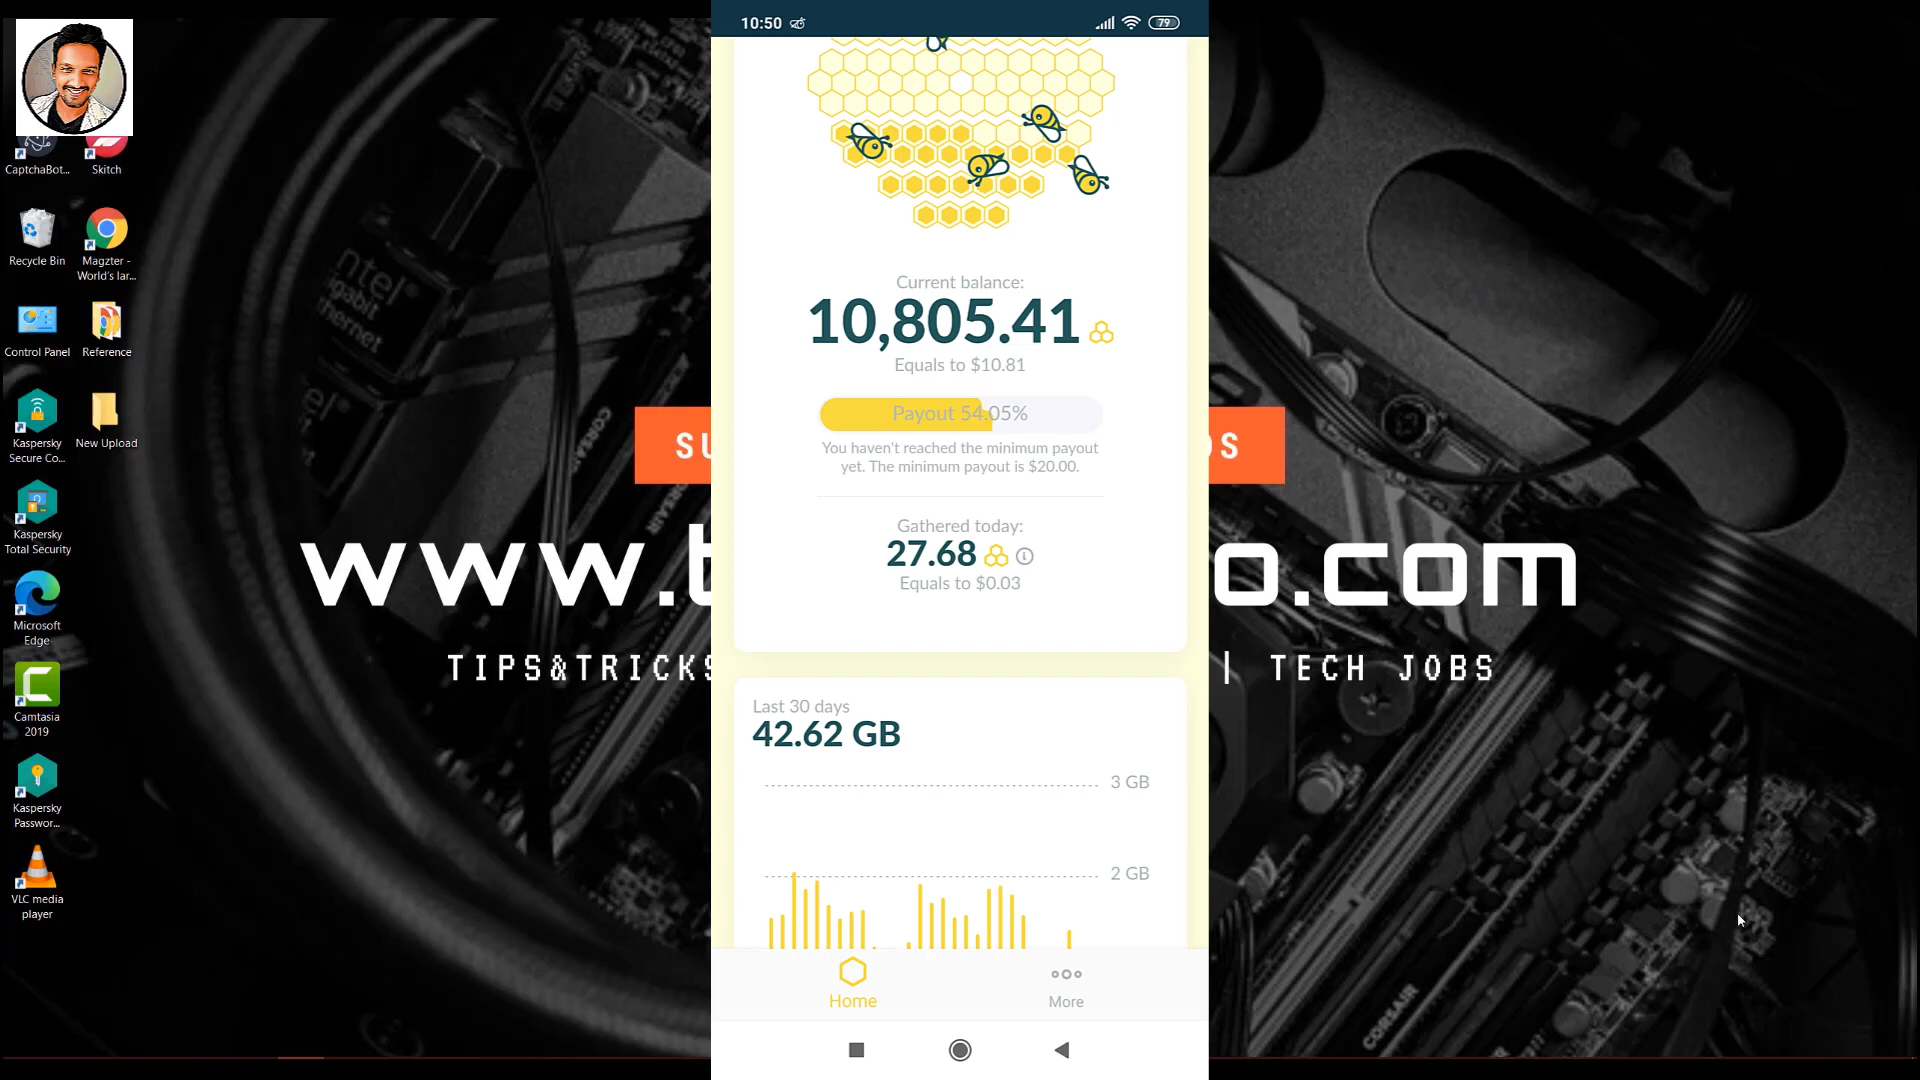 10:50
79
CaptchaBot...
Skitch
Recycle Bin
Magzter -
World's lar...
Control Panel
Reference
Kaspersky
Secure Co...
New Upload
Kaspersky
Total Security
Microsoft
Edge
Camtasia
2019
Kaspersky
Passwor...
VLC media
player
Current balance:
10,805.41
Equals to $10.81
Payout 54.05%
You haven't reached the minimum payout
yet. The minimum payout is $20.00.
Gathered today:
27.68
Equals to $0.03
Last 30 days
42.62 GB
3 GB
2 GB
Home
More
www.
o.com
TIPS&TRICKS
| TECH JOBS
CORSAIR
CORSAIR
CORSAIR